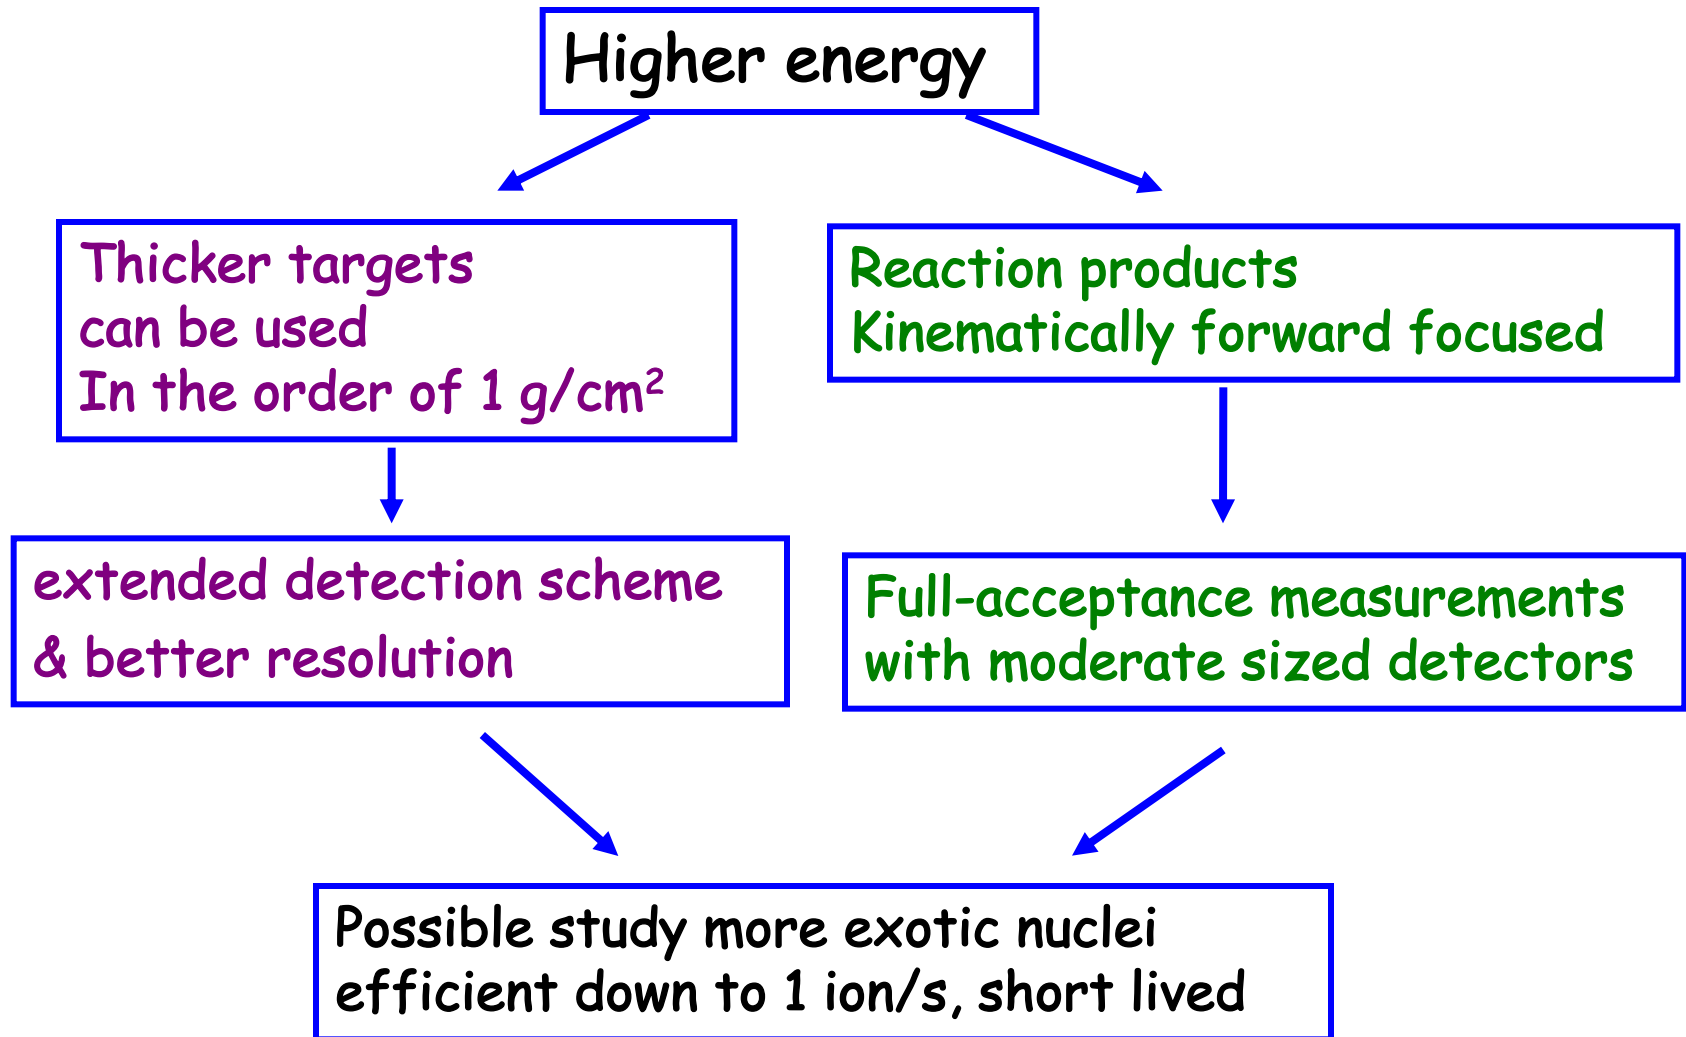 Higher energy
Thicker targets
can be used
In the order of 1 g/cm²
Reaction products
Kinematically forward focused
extended detection scheme
& better resolution
Full-acceptance measurements
with moderate sized detectors
Possible study more exotic nuclei
efficient down to 1 ion/s, short lived